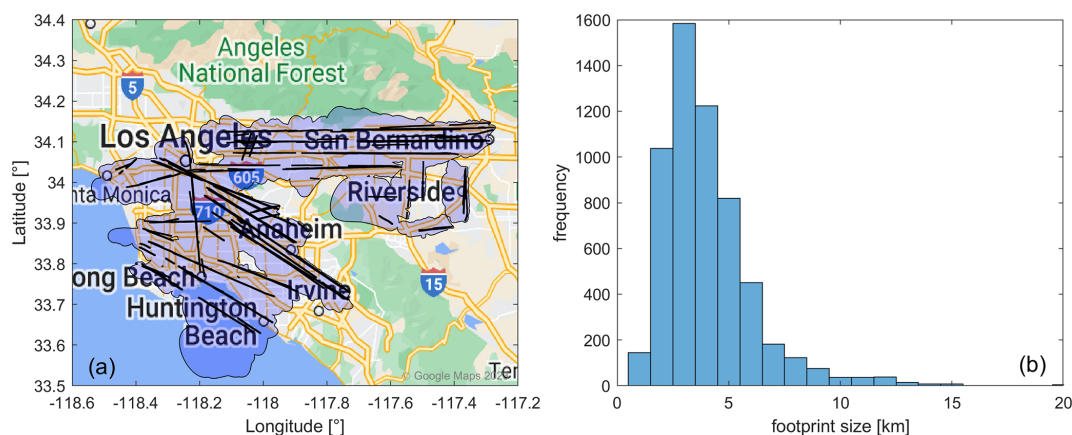 34.4
34.3
34.2
34.1
34
33.9
33.8
33.7
33.6
33.5
Latitude [°]
-118.6
-118.4
-118.2
-118
-117.8
-117.6
-117.4
-117.2
Longitude [°]
Angeles
National Forest
5
Los Angeles
San Bernardino
605
nta Monica
Riverside
710
Anaheim
ong Beach
Irvine
15
Huntington
Beach
Ter
(a)
© Google Maps
1600
1400
1200
1000
800
600
400
200
0
frequency
0
5
10
15
20
footprint size [km]
(b)